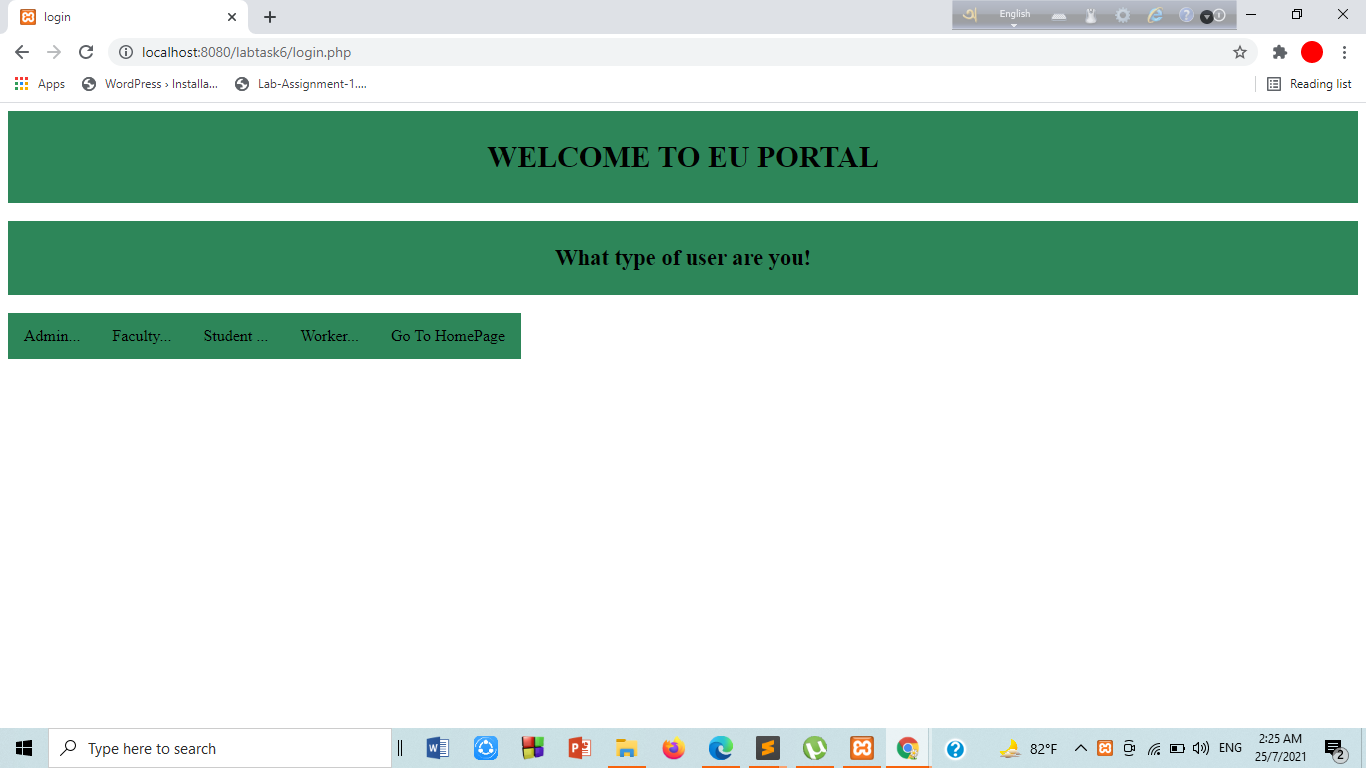 login
English
localhost:8080/labtask6/login.php
Apps WordPress › Installa... Lab-Assignment-1.... Reading list
WELCOME TO EU PORTAL
What type of user are you!
Admin... Faculty... Student ... Worker... Go To HomePage
Type here to search
82°F ENG
2:25 AM
25/7/2021
2